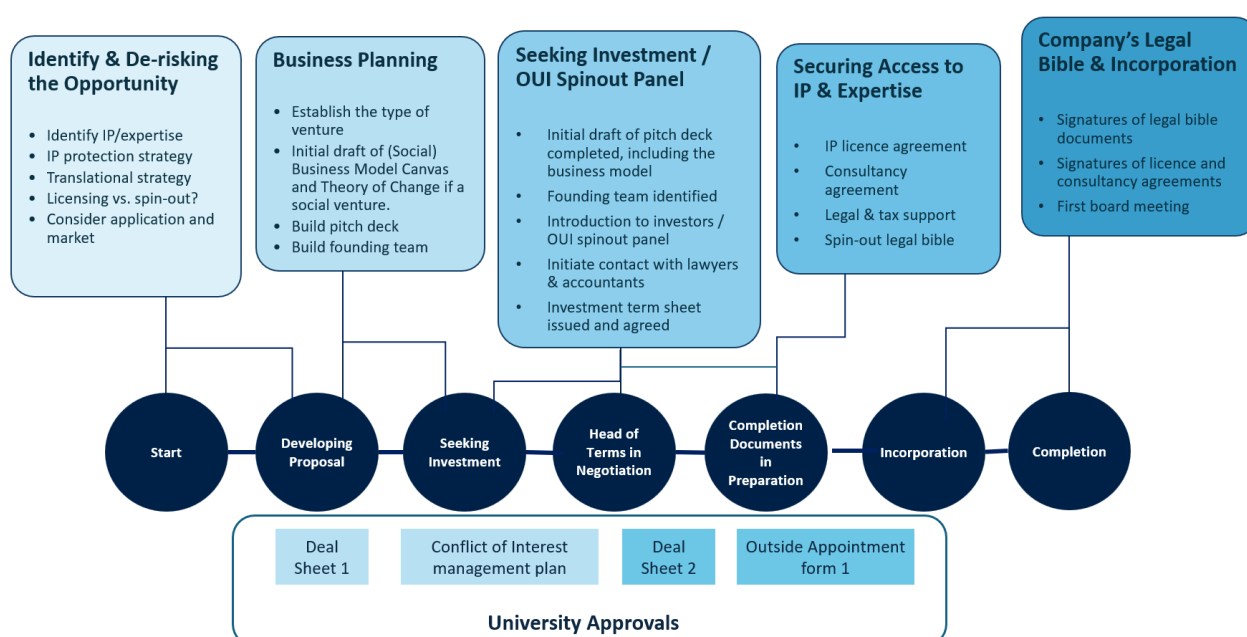 Identify & De-risking
the Opportunity
• Identify IP/expertise
• IP protection strategy
• Translational strategy
• Licensing vs. spin-out?
• Consider application and
market
Business Planning
• Establish the type of
venture
• Initial draft of (Social)
Business Model Canvas
and Theory of Change if a
social venture.
• Build pitch deck
• Build founding team
Seeking Investment /
OUI Spinout Panel
• Initial draft of pitch deck
completed, including the
business model
• Founding team identified
• Introduction to investors /
OUI spinout panel
• Initiate contact with lawyers
& accountants
• Investment term sheet
issued and agreed
Securing Access to
IP & Expertise
• IP licence agreement
• Consultancy
agreement
• Legal & tax support
• Spin-out legal bible
Company's Legal
Bible & Incorporation
• Signatures of legal bible
documents
• Signatures of licence and
consultancy agreements
• First board meeting
Start
Developing
Proposal
Seeking
Investment
Head of
Terms in
Negotiation
Completion
Documents
in
Preparation
Incorporation
Completion
Deal
Sheet 1
Conflict of Interest
management plan
Deal
Sheet 2
Outside Appointment
form 1
University Approvals